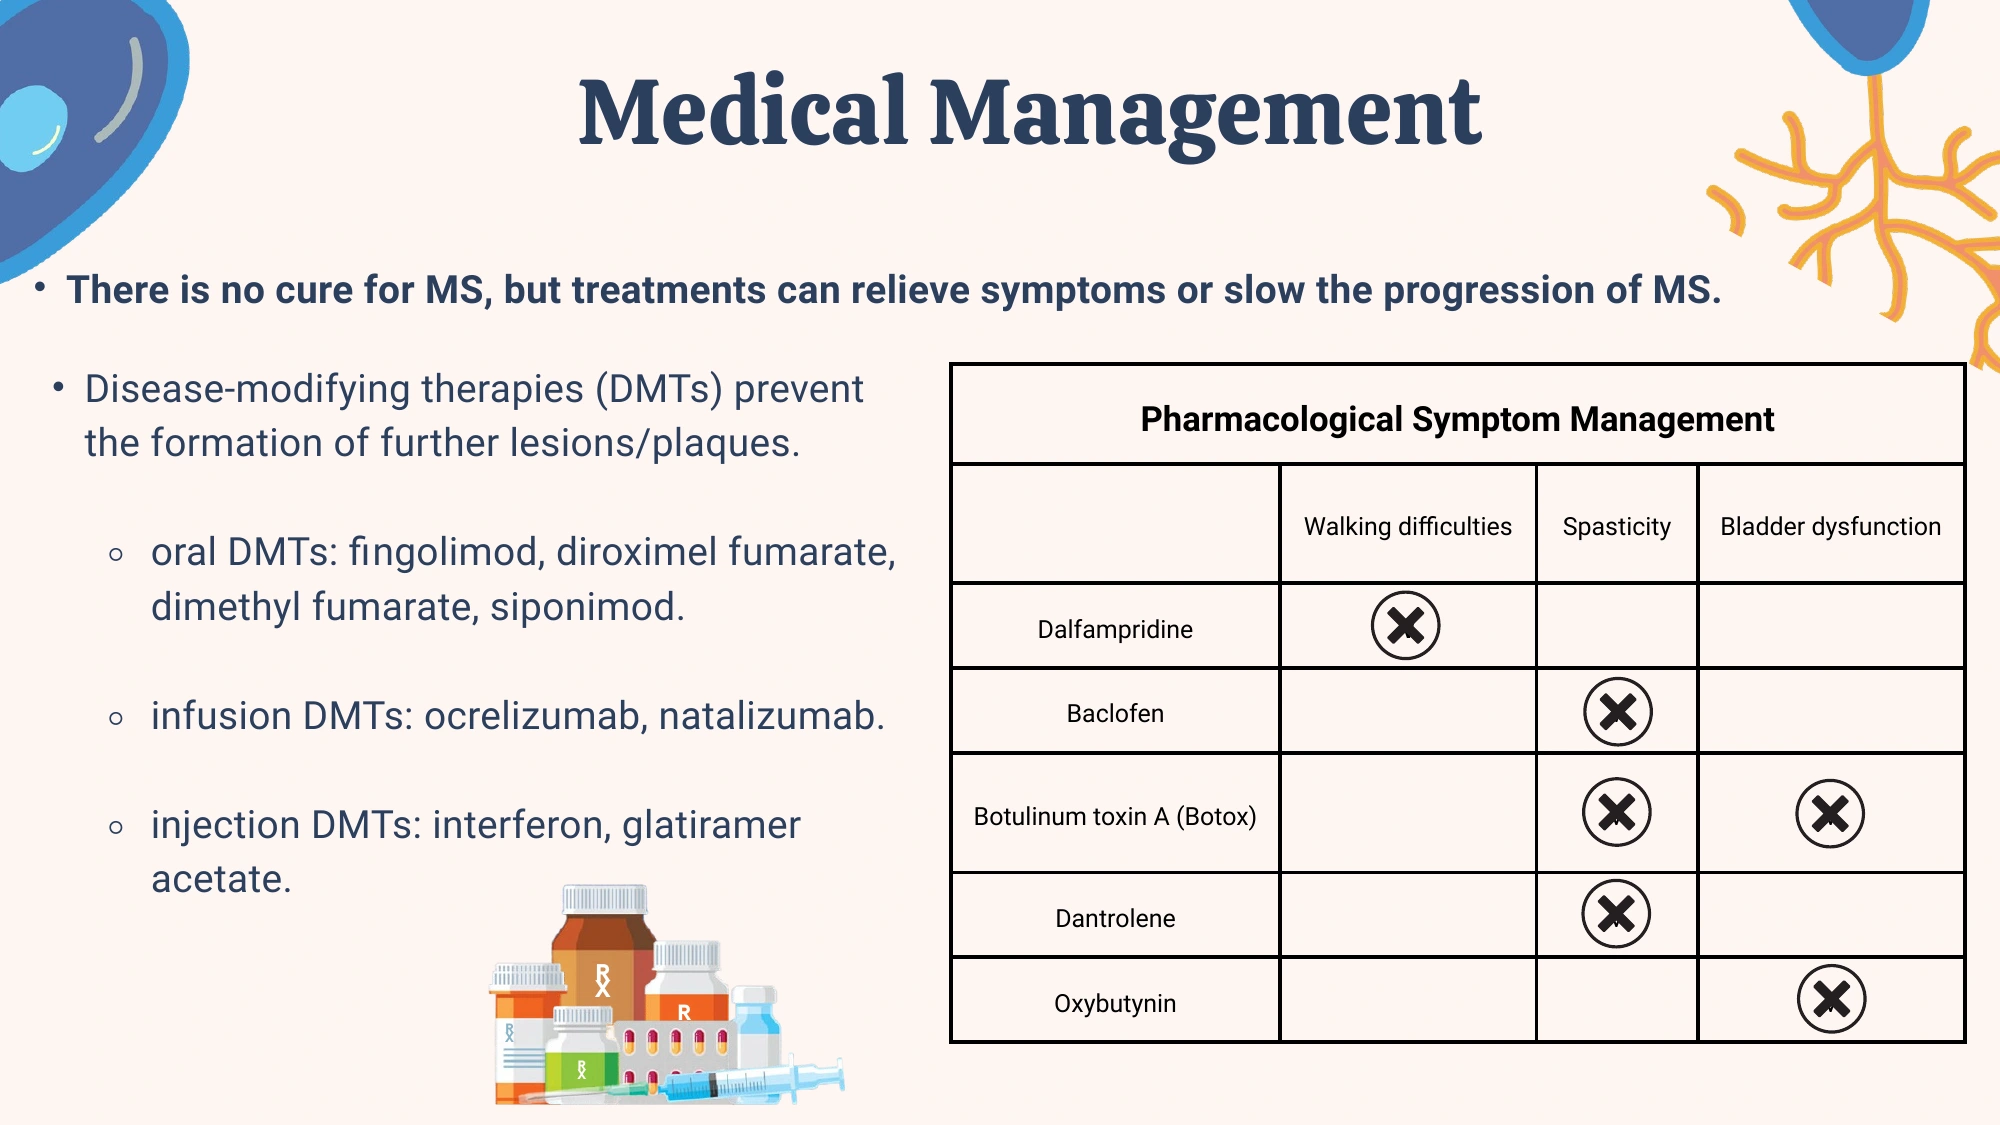 Medical Management
• There is no cure for MS, but treatments can relieve symptoms or slow the progression of MS.
• Disease-modifying therapies (DMTs) prevent
the formation of further lesions/plaques.
○ oral DMTs: fingolimod, diroximel fumarate,
dimethyl fumarate, siponimod.
○ infusion DMTs: ocrelizumab, natalizumab.
○ injection DMTs: interferon, glatiramer
acetate.
RX
R
RX
RX
Pharmacological Symptom Management
Walking difficulties Spasticity Bladder dysfunction
Dalfampridine
Baclofen
Botulinum toxin A (Botox)
Dantrolene
Oxybutynin